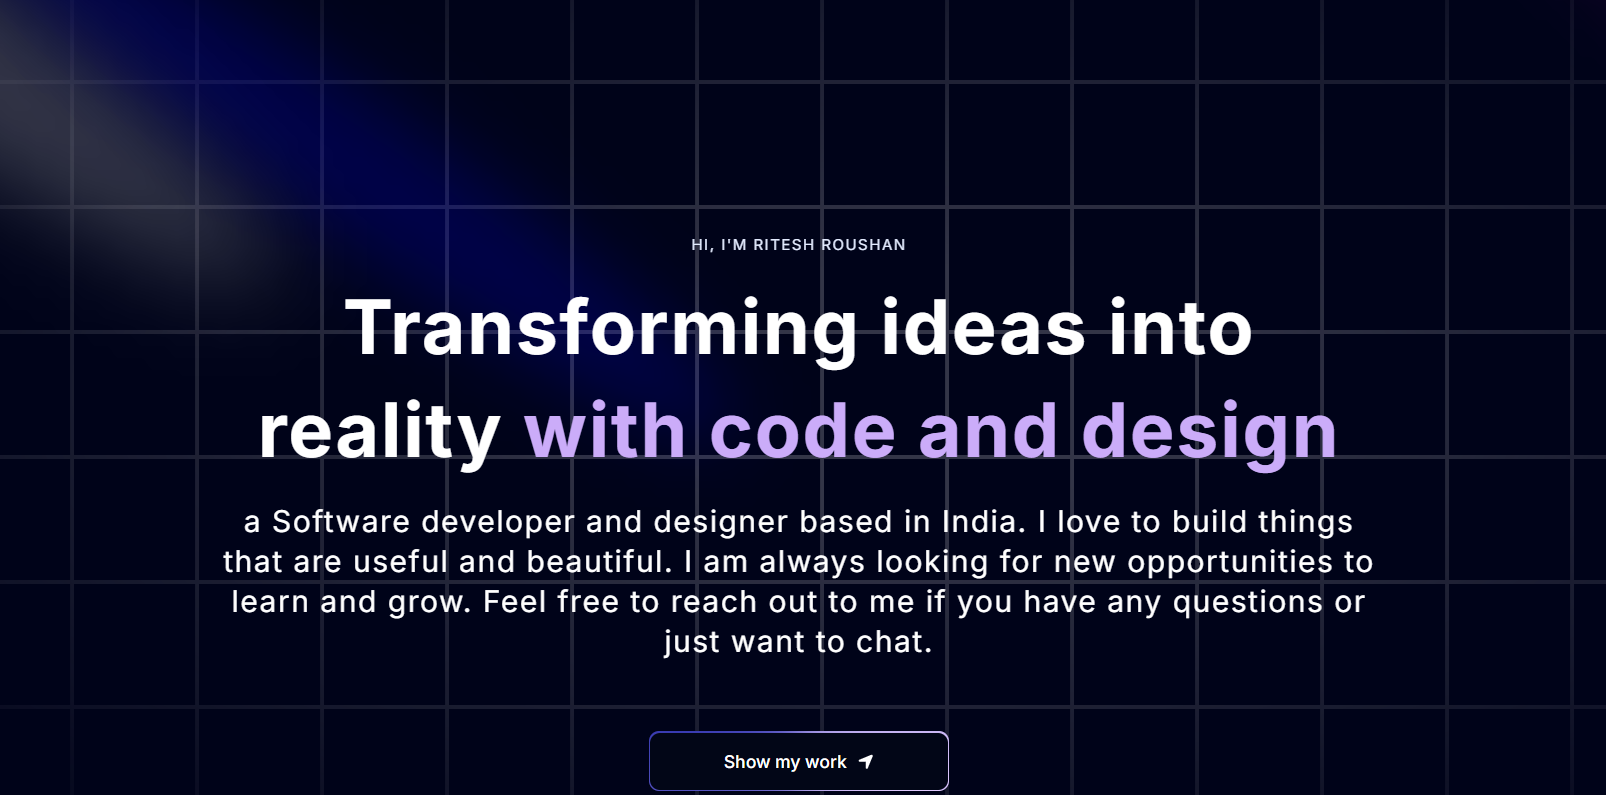 HI, I'M RITESH ROUSHAN
Transforming ideas into
reality with code and design
a Software developer and designer based in India. I love to build things
that are useful and beautiful. I am always looking for new opportunities to
learn and grow. Feel free to reach out to me if you have any questions or
just want to chat.
Show my work